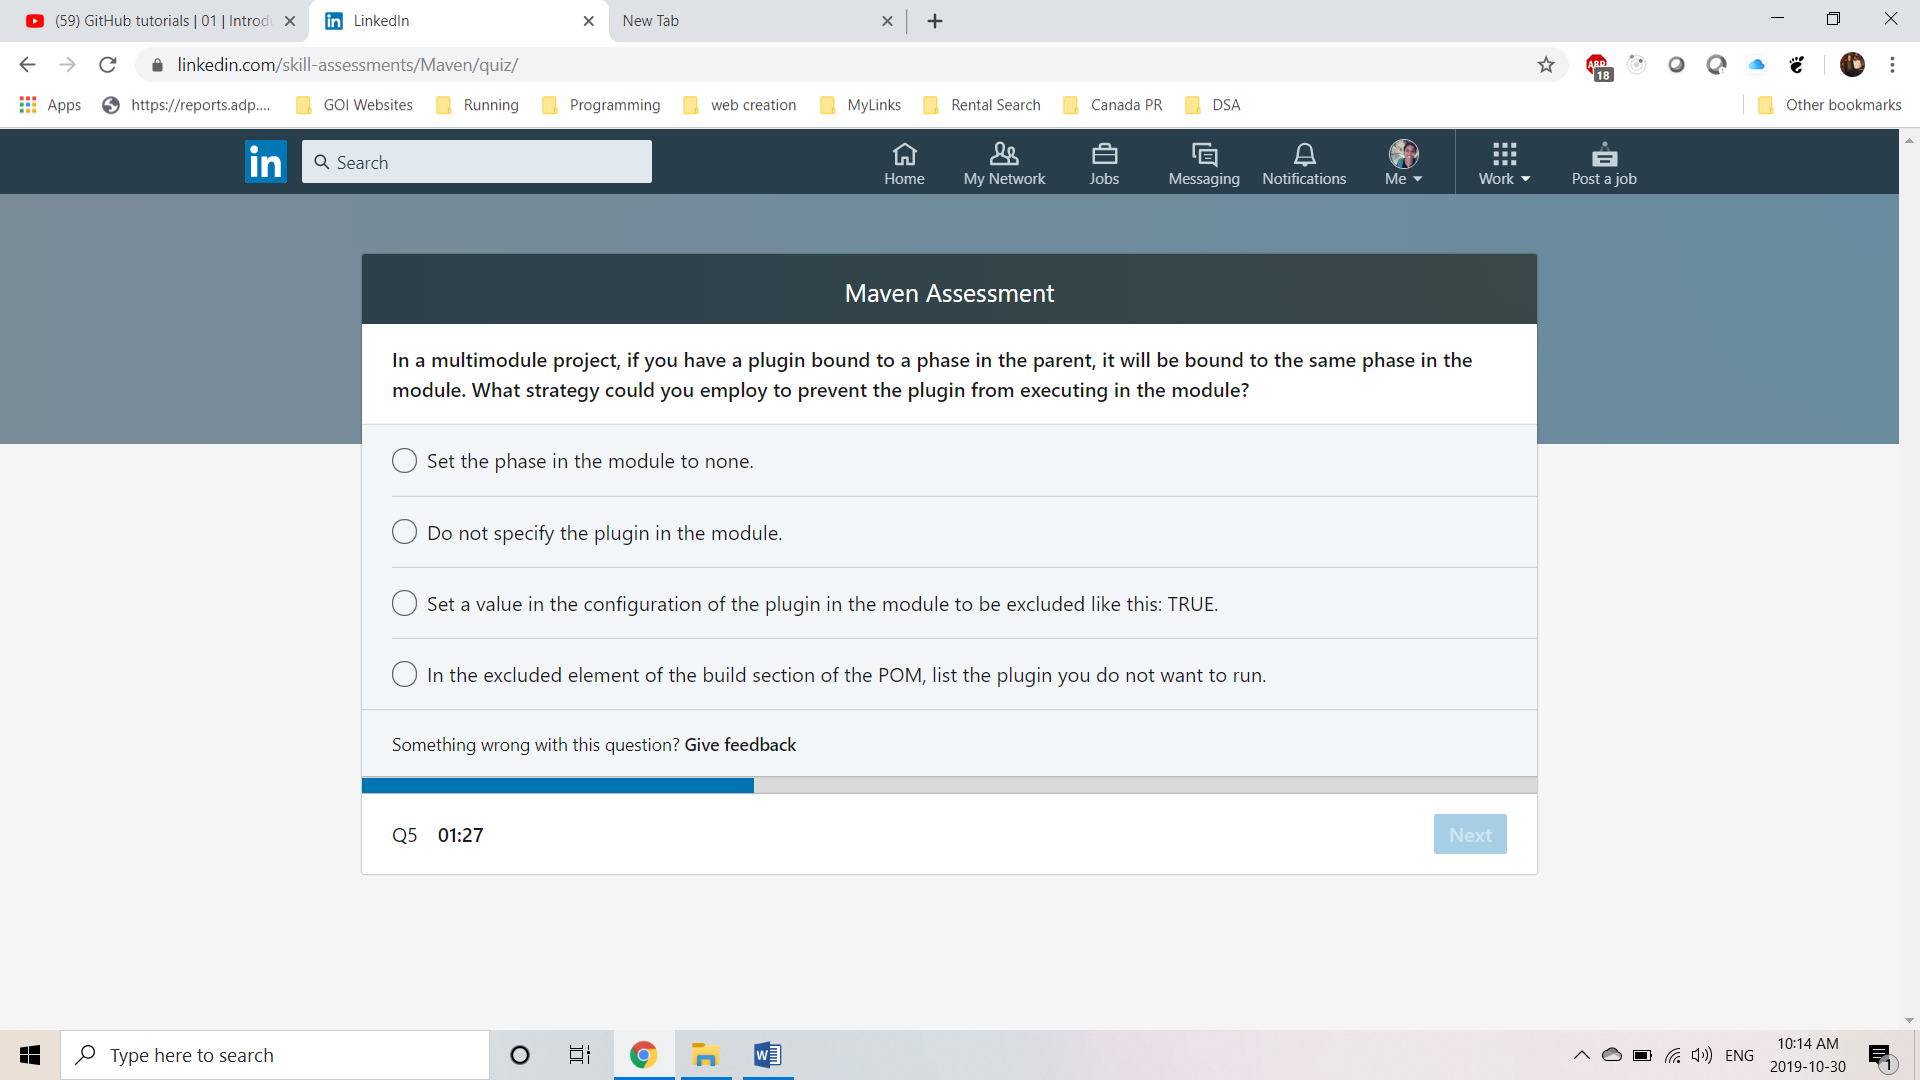 (59) GitHub tutorials | 01 | Introdu
LinkedIn
New Tab
linkedin.com/skill-assessments/Maven/quiz/
ABP
18
Apps
https://reports.adp....
GOI Websites
Running
Programming
web creation
MyLinks
Rental Search
Canada PR
DSA
Other bookmarks
in
Search
Home
My Network
Jobs
Messaging
Notifications
Me
Work
Post a job
Maven Assessment
In a multimodule project, if you have a plugin bound to a phase in the parent, it will be bound to the same phase in the
module. What strategy could you employ to prevent the plugin from executing in the module?
Set the phase in the module to none.
Do not specify the plugin in the module.
Set a value in the configuration of the plugin in the module to be excluded like this: TRUE.
In the excluded element of the build section of the POM, list the plugin you do not want to run.
Something wrong with this question? Give feedback
Q5 01:27
Next
Type here to search
ENG
10:14 AM
2019-10-30
1